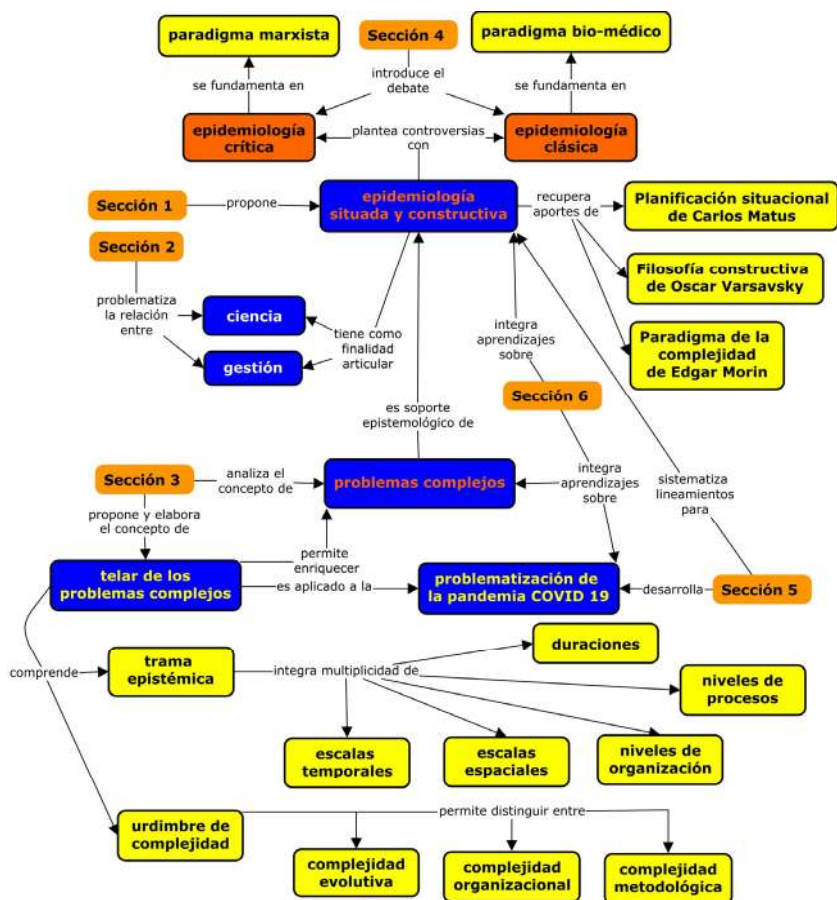 paradigma marxista
Sección 4
paradigma bio-médico
se fundamenta en
introduce el
debate
se fundamenta en
epidemiología
crítica
plantea controversias
con
epidemiología
clásica
Sección 1
propone
epidemiología
situada y constructiva
recupera
aportes de
Planificación situacional
de Carlos Matus
Sección 2
Filosofía constructiva
de Oscar Varsavsky
problematiza
la relación
entre
ciencia
gestión
tiene como
finalidad
articular
integra
aprendizajes
sobre
Paradigma de la
complejidad
de Edgar Morin
Sección 6
es soporte
epistemológico de
Sección 3
analiza el
concepto de
problemas complejos
integra
aprendizajes
sobre
sistematiza
lineamientos
para
propone y elabora
el concepto de
permite
enriquecer
telar de los
problemas complejos
es aplicado a la
problematización de
la pandemia COVID 19
desarrolla
Sección 5
comprende
trama
epistémica
integra multiplicidad de
duraciones
niveles de
procesos
escalas
temporales
escalas
espaciales
niveles de
organización
urdimbre de
complejidad
permite distinguir entre
complejidad
evolutiva
complejidad
organizacional
complejidad
metodológica